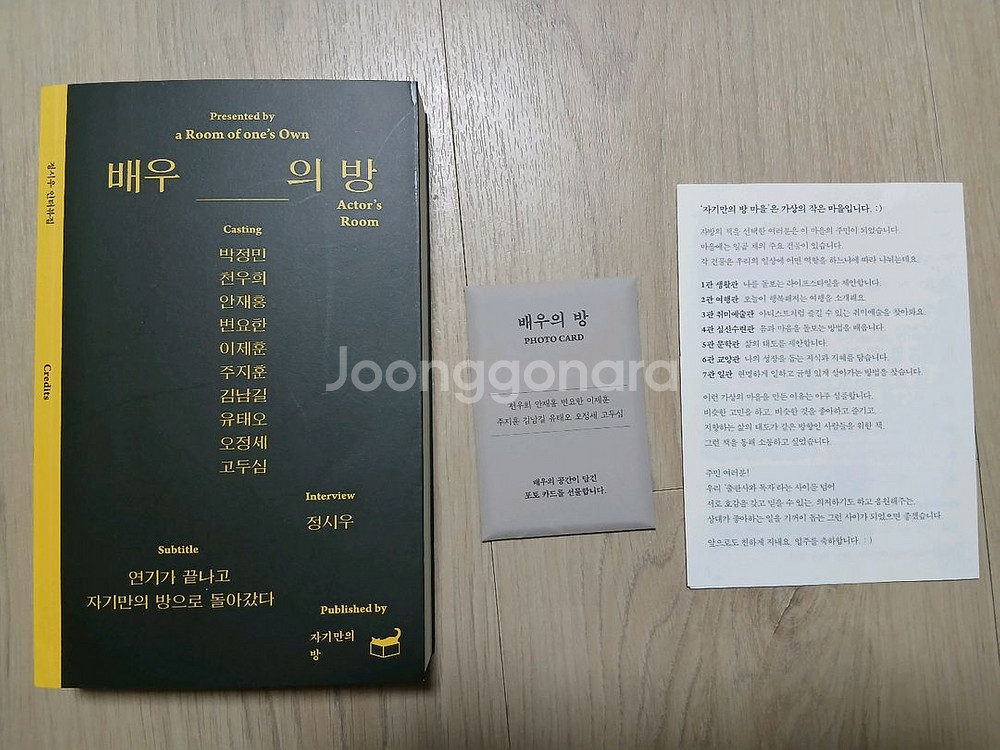 정시우 인터뷰집
Credits
Presented by
a Room of one's Own
배우 ______의 방
Actor's
Room
Casting
박정민
천우희
안재홍
변요한
이제훈
주지훈
김남길
유태오
오정세
고두심
Interview
정시우
Subtitle
연기가 끝나고
자기만의 방으로 돌아갔다
Published by
자기만의
방
배우의 방
PHOTO CARD
천우희 안재홍 변요한 이제훈
주지훈 김남길 유태오 오정세 고두심
배우의 공간이 담긴
포토 카드를 선물합니다.
'자기만의 방 마을'은 가상의 작은 마을입니다. :)
자방의 책을 선택한 여러분은 이 마을의 주민이 되었습니다.
마을에는 일곱 채의 주요 건물이 있습니다.
각 건물은 우리의 일상에 어떤 역할을 하느냐에 따라 나뉘는데요.
1관 생활관 나를 돌보는 라이프스타일을 제안합니다.
2관 여행관 오늘이 행복해지는 여행을 소개해요.
3관 취미예술관 아티스트처럼 즐길 수 있는 취미예술을 찾아봐요.
4관 심신수련관 몸과 마음을 돌보는 방법을 배웁니다.
5관 문학관 삶의 태도를 제안합니다.
6관 교양관 나의 성장을 돕는 지식과 지혜를 담습니다.
7관 일관 현명하게 일하고 균형 있게 살아가는 방법을 찾습니다.
이런 가상의 마을을 만든 이유는 아주 심플합니다.
비슷한 고민을 하고, 비슷한 것을 좋아하고 즐기고,
지향하는 삶의 태도가 같은 방향인 사람들을 위한 책,
그런 책을 통해 소통하고 싶었습니다.
주민 여러분!
우리 '출판사와 독자'라는 사이를 넘어
서로 호감을 갖고 믿을 수 있는, 의지하기도 하고 응원해주는,
상대가 좋아하는 일을 기꺼이 돕는 그런 사이가 되었으면 좋겠습니다.
앞으로도 친하게 지내요. 입주를 축하합니다. : )
Joonggonara